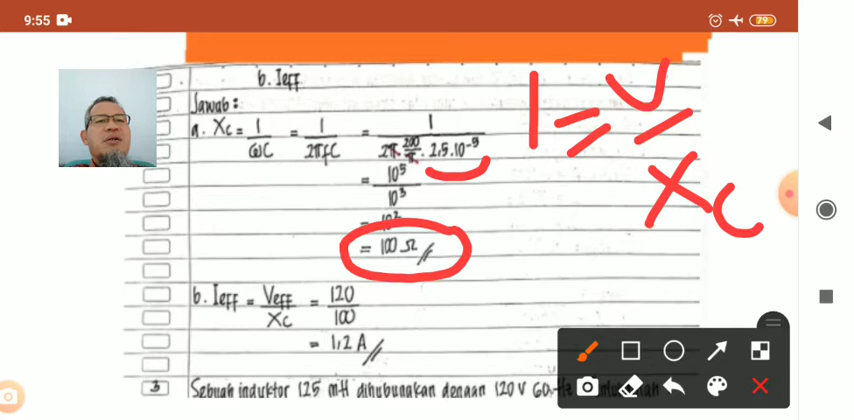 9:55
79
b. Ieff
Jawab:
a. Xc = 1/ωC = 1/2πfC = 1/2π. 200/π . 2,5.10⁻⁵
= 10⁵/10³
= 10²
= 100 Ω //
I = V/Xc
b. Ieff = Veff/Xc = 120/100
= 1,2 A //
3 Sebuah induktor 125 mH dihubungkan dengan 120 V 60